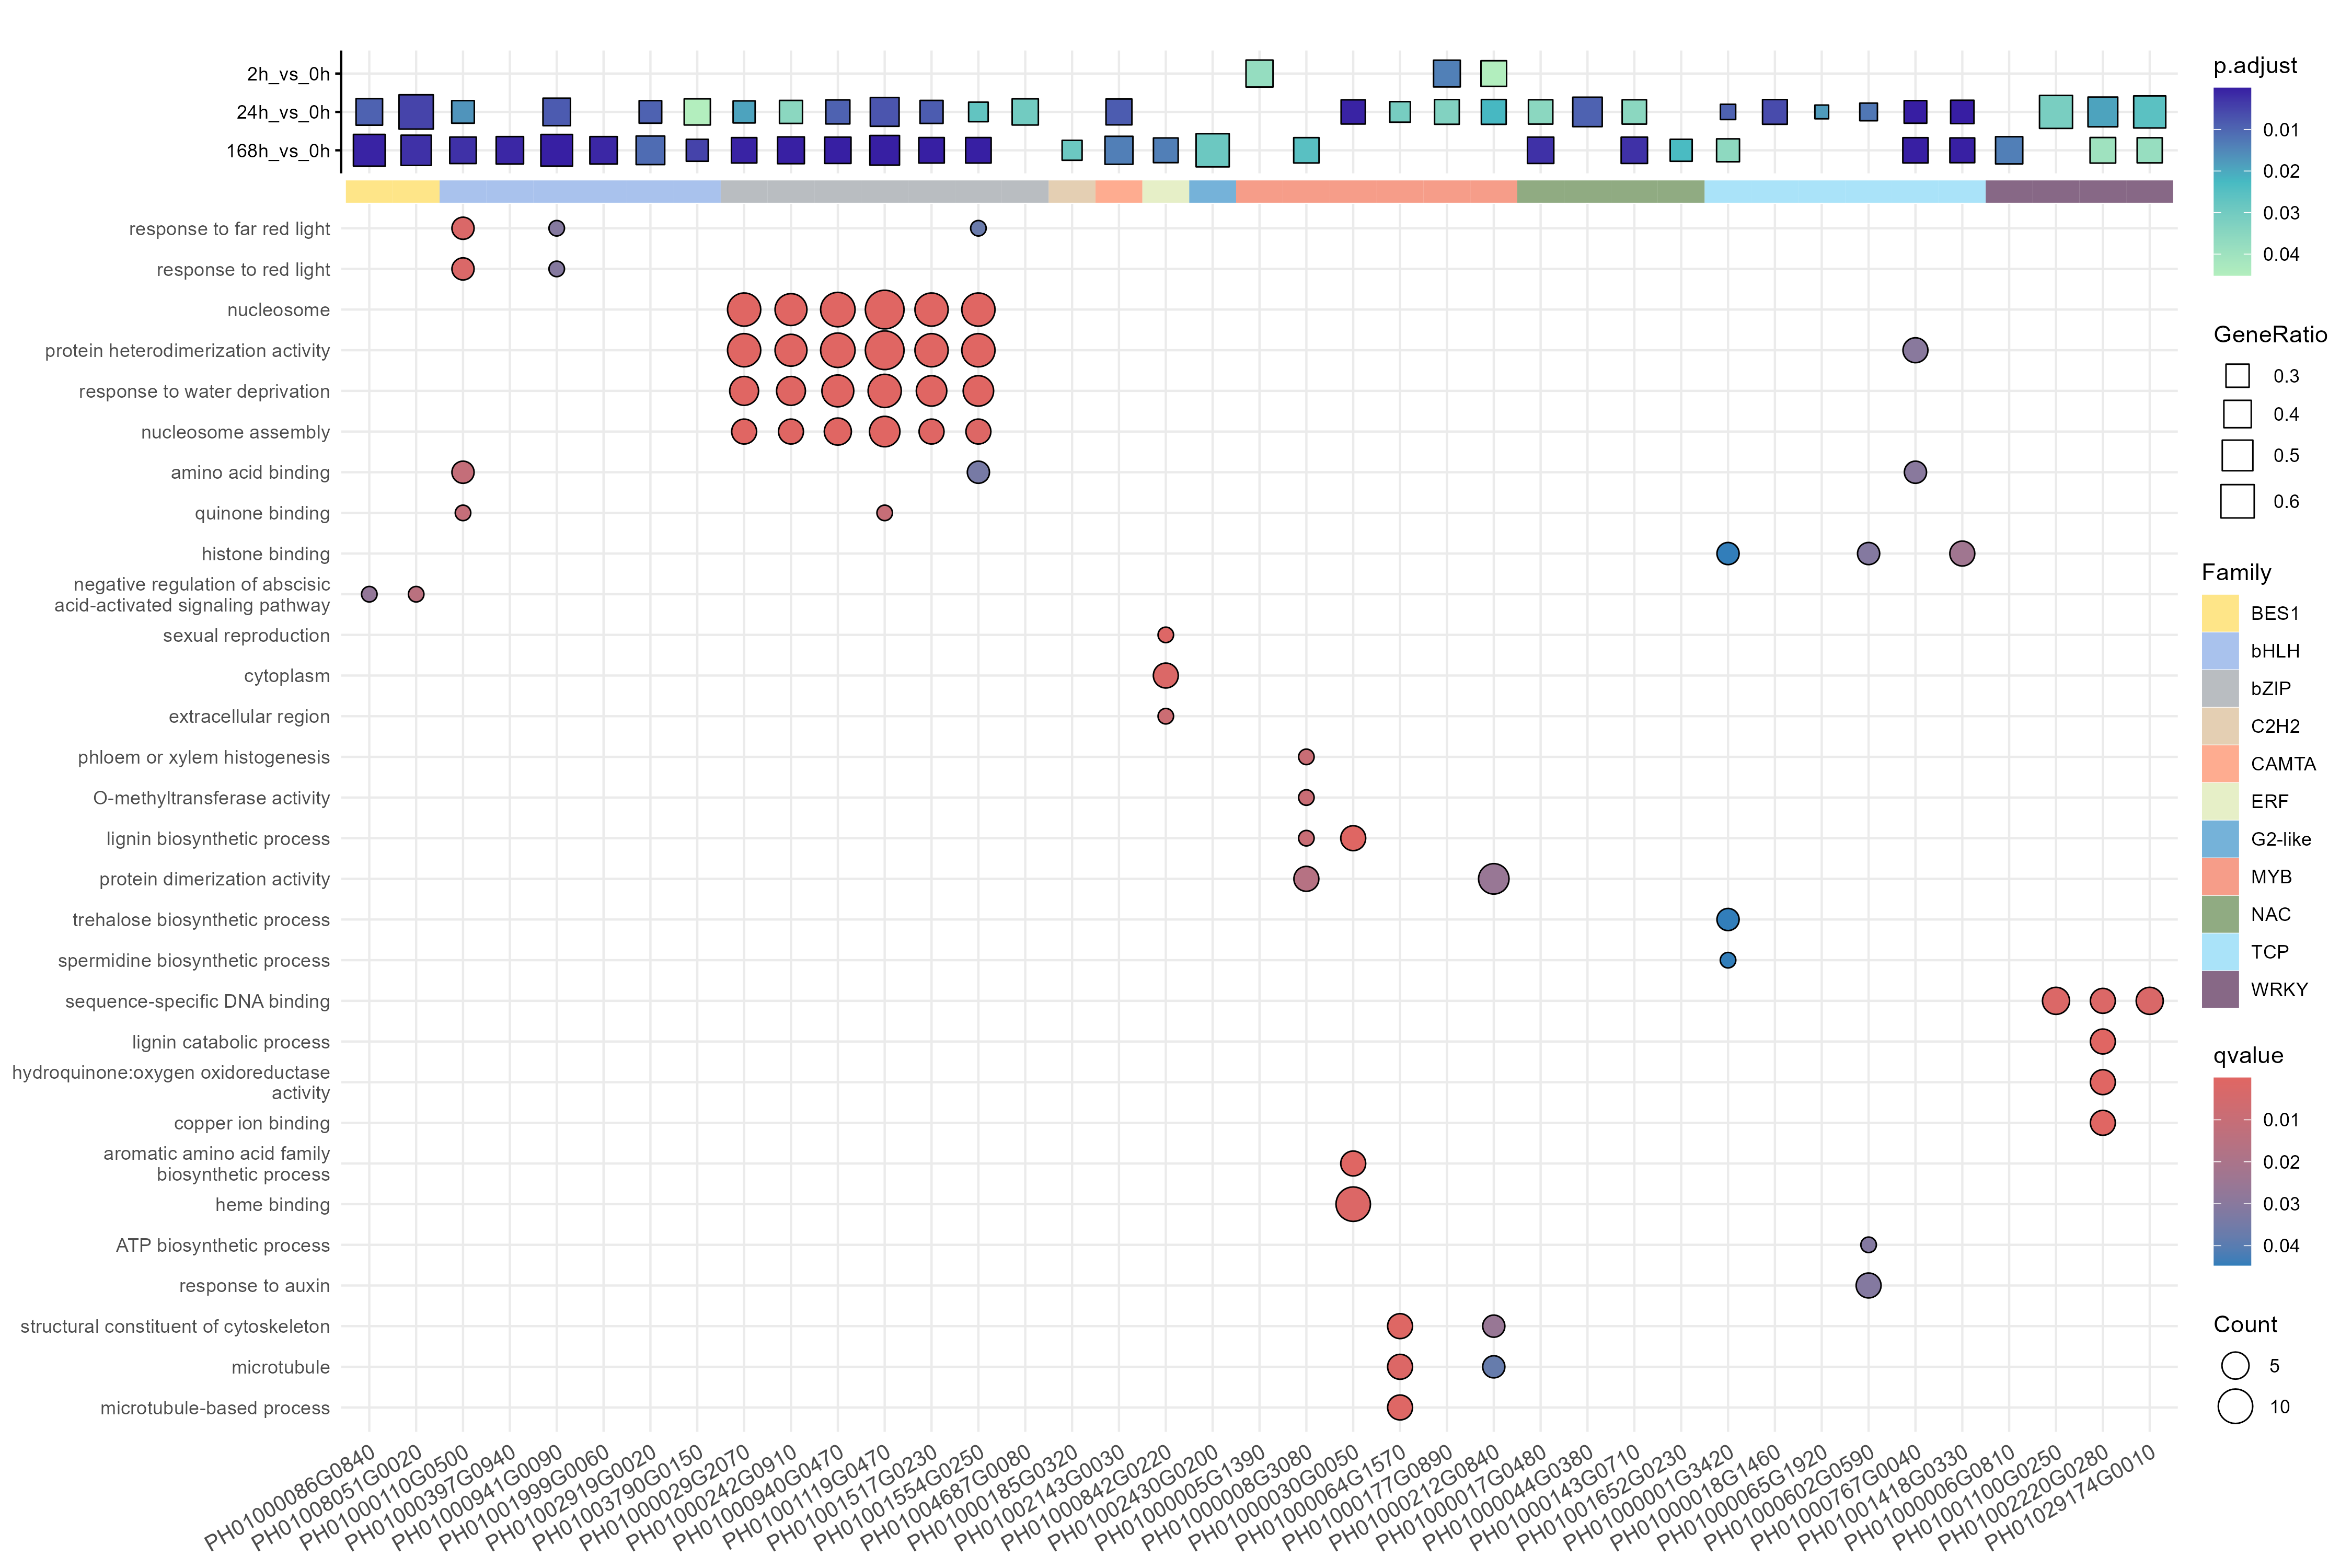 2h_vs_0h
24h_vs_0h
168h_vs_0h
response to far red light
response to red light
nucleosome
protein heterodimerization activity
response to water deprivation
nucleosome assembly
amino acid binding
quinone binding
histone binding
negative regulation of abscisic
acid-activated signaling pathway
sexual reproduction
cytoplasm
extracellular region
phloem or xylem histogenesis
O-methyltransferase activity
lignin biosynthetic process
protein dimerization activity
trehalose biosynthetic process
spermidine biosynthetic process
sequence-specific DNA binding
lignin catabolic process
hydroquinone:oxygen oxidoreductase
activity
copper ion binding
aromatic amino acid family
biosynthetic process
heme binding
ATP biosynthetic process
response to auxin
structural constituent of cytoskeleton
microtubule
microtubule-based process
PH01000086G0840
PH01008051G0020
PH01000110G0500
PH01000397G0940
PH01000941G0090
PH01001999G0060
PH01002919G0020
PH01003790G0150
PH01000029G2070
PH01000242G0910
PH01000940G0470
PH01001119G0470
PH01001517G0230
PH01001554G0250
PH01004687G0080
PH01000185G0320
PH01002143G0030
PH01000842G0220
PH01002430G0200
PH01000005G1390
PH01000008G3080
PH01000030G0050
PH01000064G1570
PH01000177G0890
PH01000212G0840
PH01000017G0480
PH01000044G0380
PH01000143G0710
PH01001652G0230
PH01000001G3420
PH01000018G1460
PH01000065G1920
PH01000602G0590
PH01000767G0040
PH01001418G0330
PH01000006G0810
PH01001100G0250
PH01002220G0280
PH01029174G0010
p.adjust
0.01
0.02
0.03
0.04
GeneRatio
0.3
0.4
0.5
0.6
Family
BES1
bHLH
bZIP
C2H2
CAMTA
ERF
G2-like
MYB
NAC
TCP
WRKY
qvalue
0.01
0.02
0.03
0.04
Count
5
10